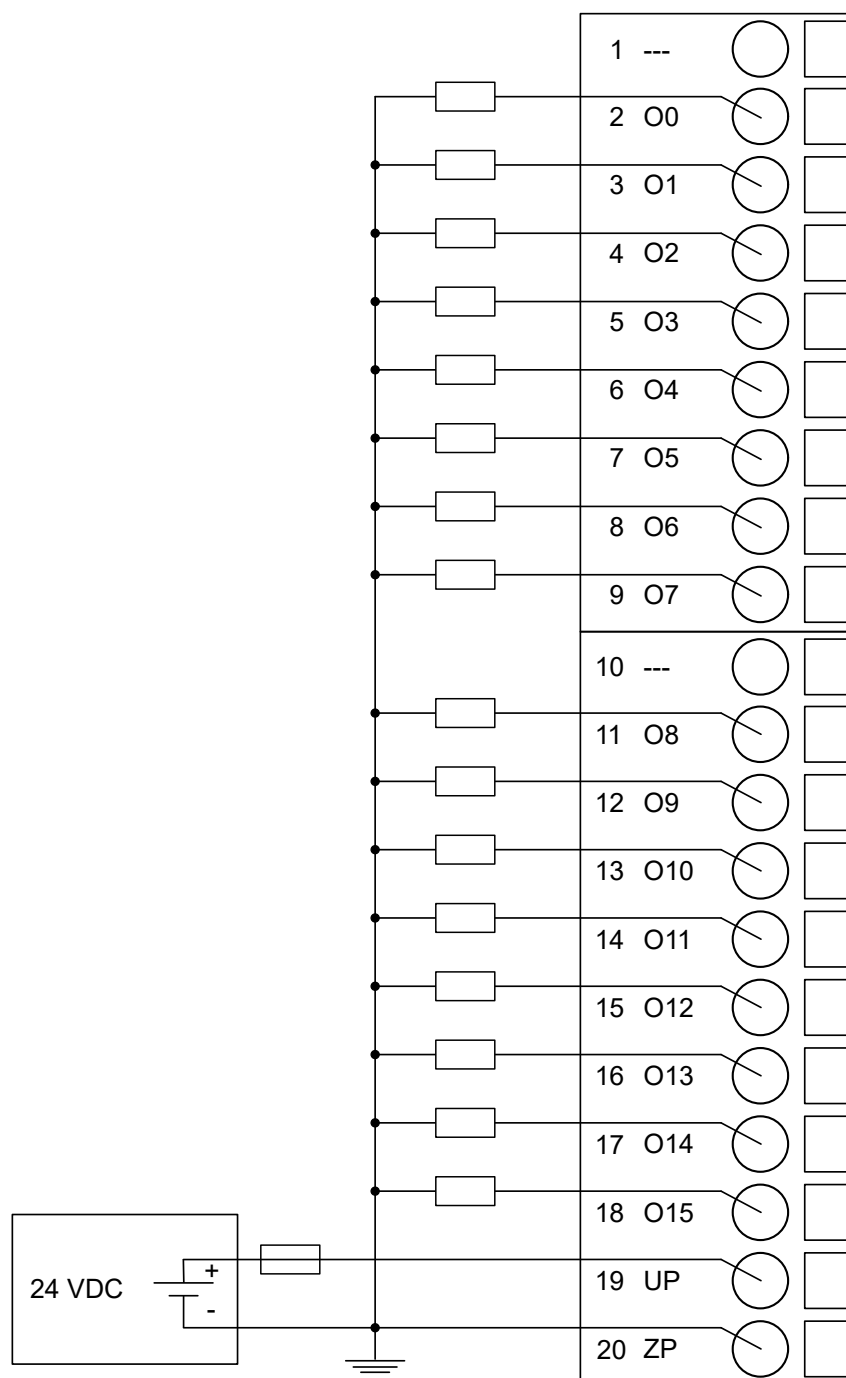 1 ---
2 O0
3 O1
4 O2
5 O3
6 O4
7 O5
8 O6
9 O7
10 ---
11 O8
12 O9
13 O10
14 O11
15 O12
16 O13
17 O14
18 O15
24 VDC
+
-
19 UP
20 ZP